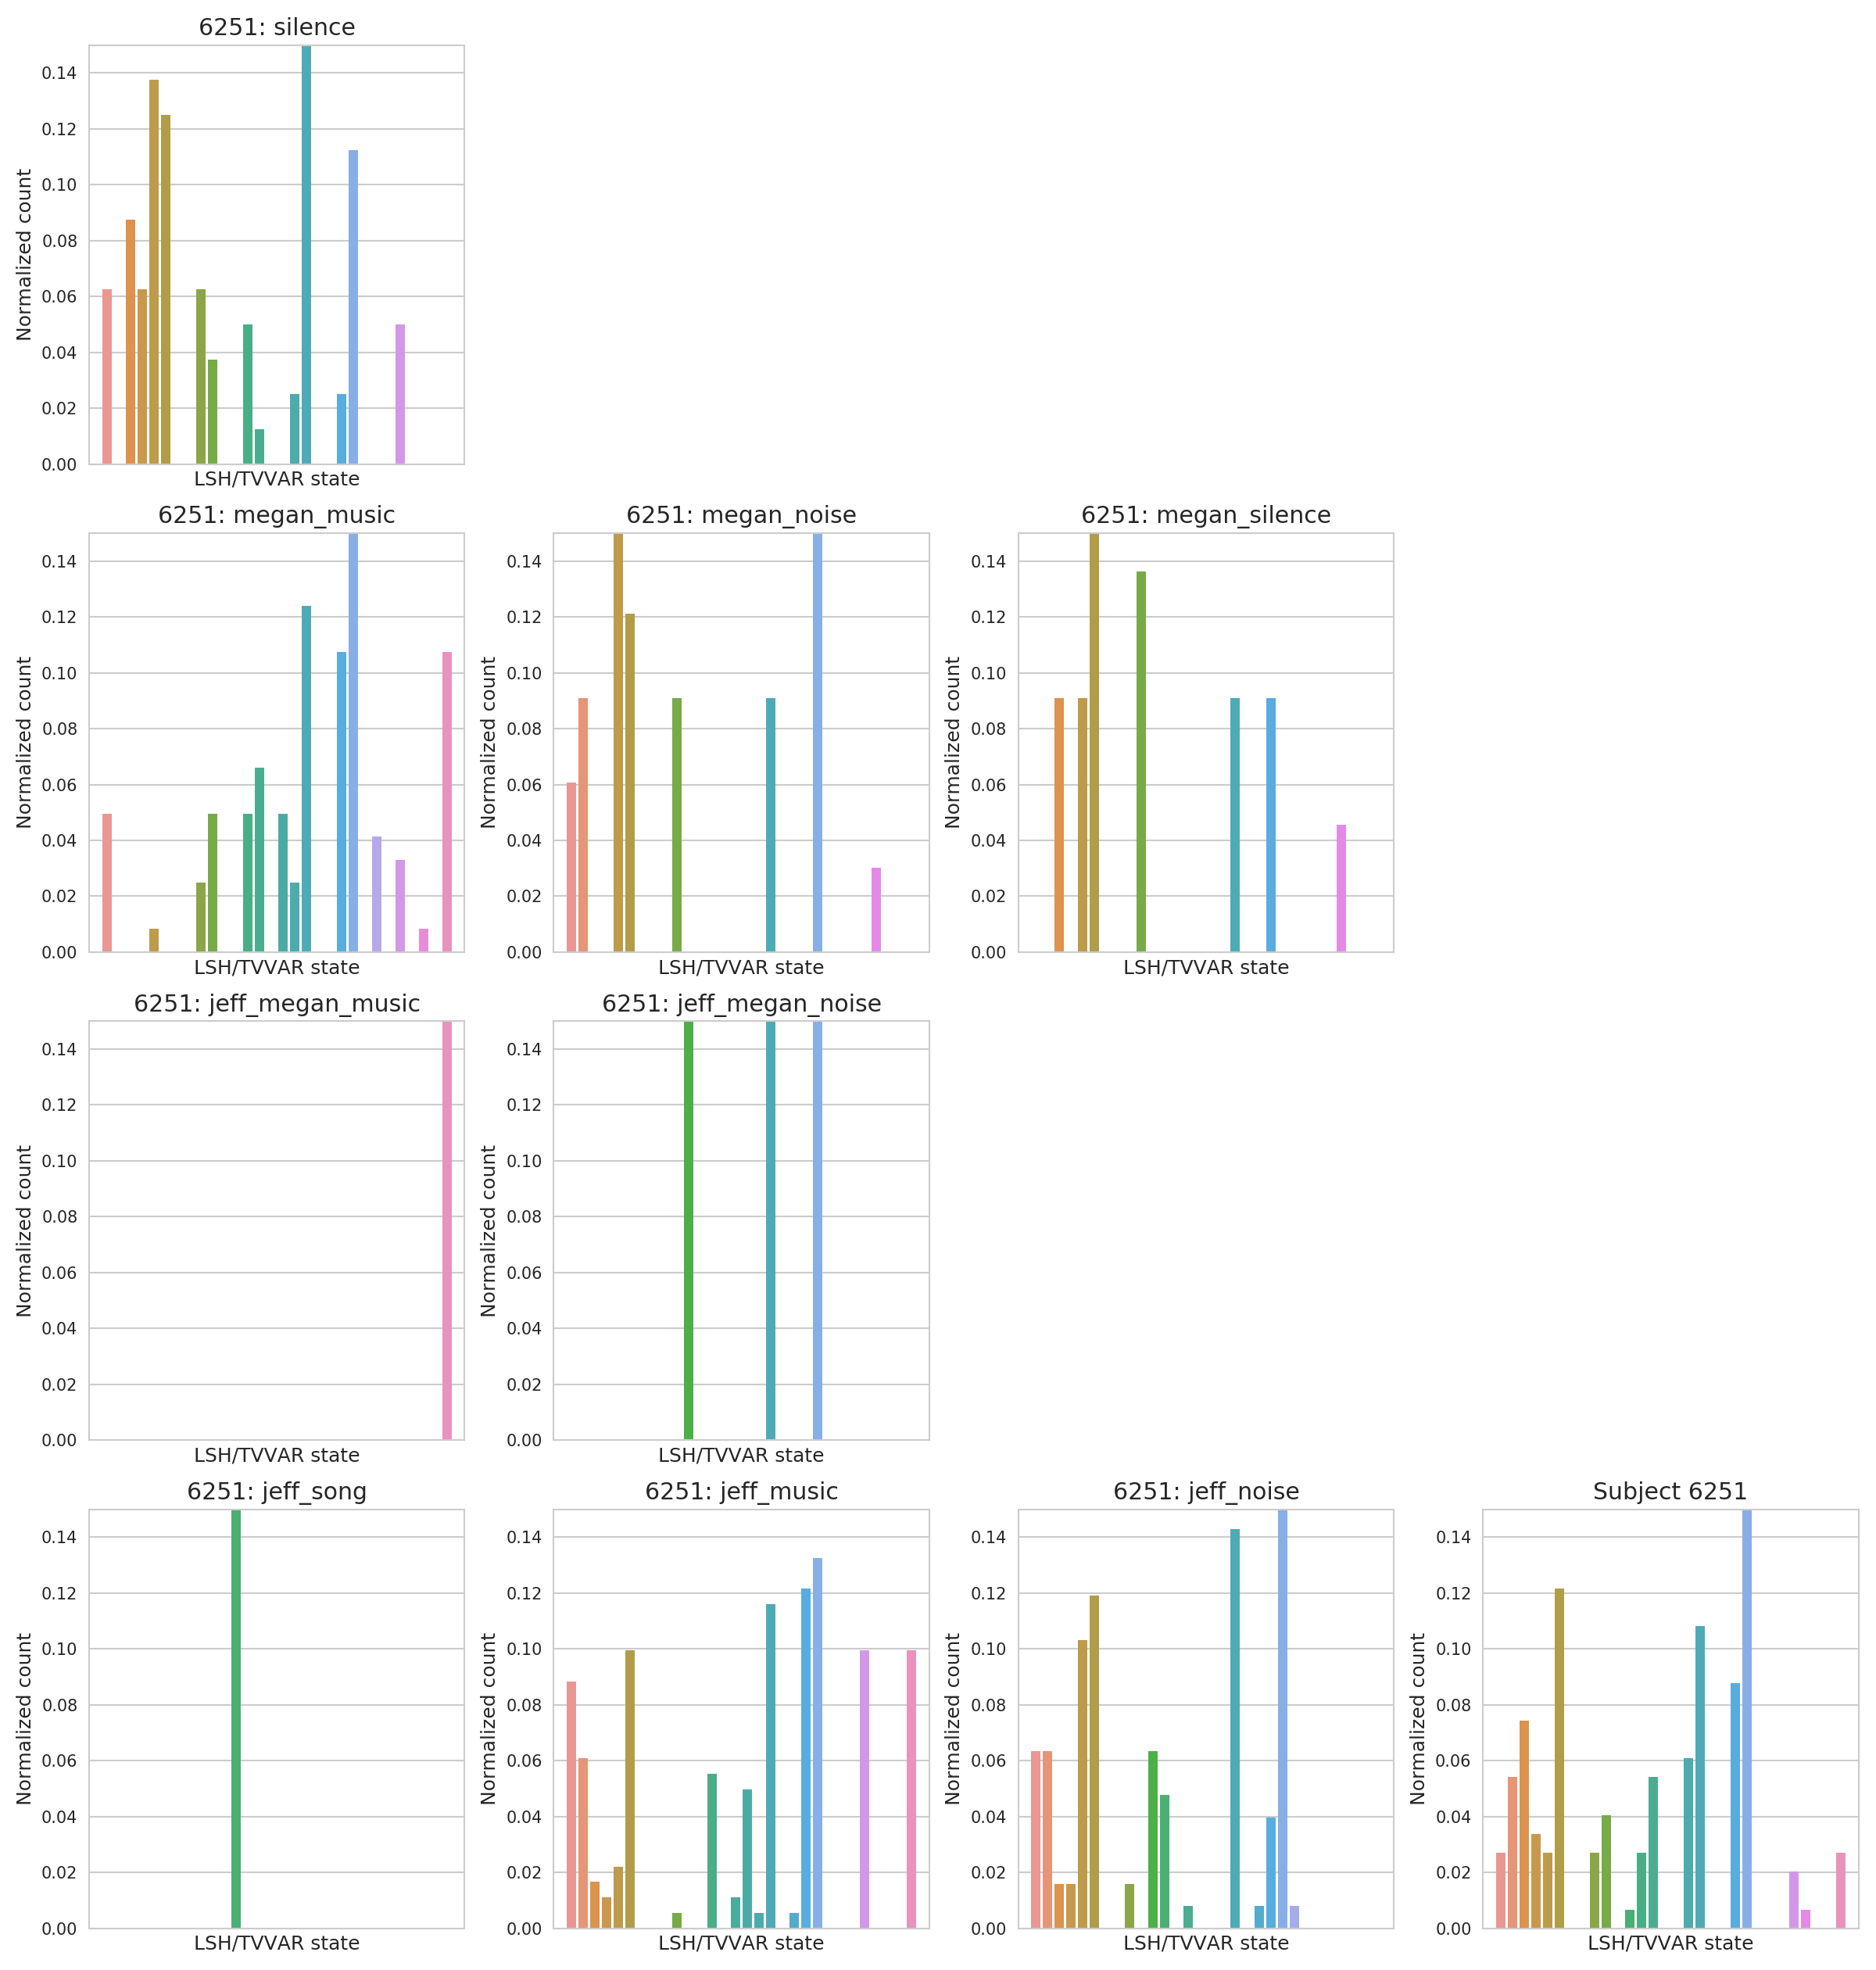 6251: silence
Normalized count
0.14
0.12
0.10
0.08
0.06
0.04
0.02
0.00
LSH/TVVAR state
6251: megan_music
Normalized count
0.14
0.12
0.10
0.08
0.06
0.04
0.02
0.00
LSH/TVVAR state
6251: megan_noise
Normalized count
0.14
0.12
0.10
0.08
0.06
0.04
0.02
0.00
LSH/TVVAR state
6251: megan_silence
Normalized count
0.14
0.12
0.10
0.08
0.06
0.04
0.02
0.00
LSH/TVVAR state
6251: jeff_megan_music
Normalized count
0.14
0.12
0.10
0.08
0.06
0.04
0.02
0.00
LSH/TVVAR state
6251: jeff_megan_noise
Normalized count
0.14
0.12
0.10
0.08
0.06
0.04
0.02
0.00
LSH/TVVAR state
6251: jeff_song
Normalized count
0.14
0.12
0.10
0.08
0.06
0.04
0.02
0.00
LSH/TVVAR state
6251: jeff_music
Normalized count
0.14
0.12
0.10
0.08
0.06
0.04
0.02
0.00
LSH/TVVAR state
6251: jeff_noise
Normalized count
0.14
0.12
0.10
0.08
0.06
0.04
0.02
0.00
LSH/TVVAR state
Subject 6251
Normalized count
0.14
0.12
0.10
0.08
0.06
0.04
0.02
0.00
LSH/TVVAR state